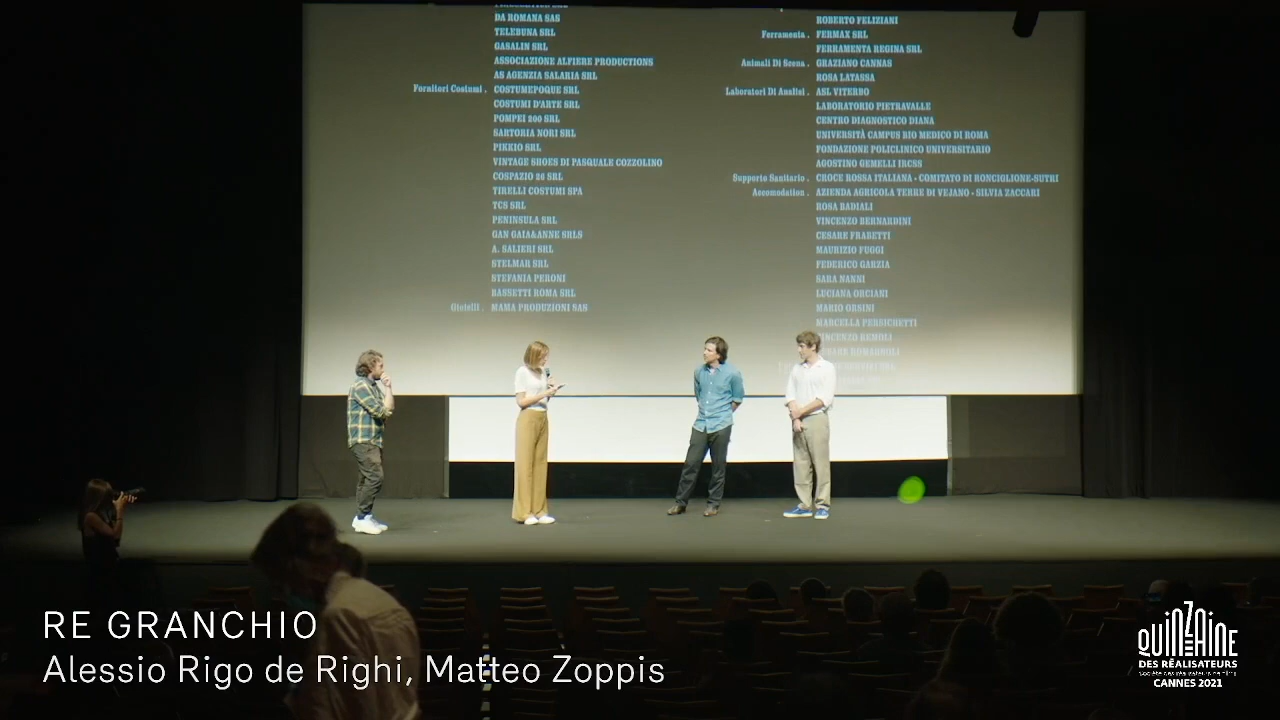 DA ROMANA SAS
TELEBUNA SRL
GASALIN SRL
ASSOCIAZIONE ALFIERE PRODUCTIONS
AS AGENZIA SALARIA SRL
Fornitori Costumi . COSTUMEPOQUE SRL
COSTUMI D'ARTE SRL
POMPEI 200 SRL
SARTORIA NORI SRL
PIKKIO SRL
VINTAGE SHOES DI PASQUALE COZZOLINO
COSPAZIO 26 SRL
TIRELLI COSTUMI SPA
TCS SRL
PENINSULA SRL
GAN GAIA&ANNE SRLS
A. SALIERI SRL
STELMAR SRL
STEFANIA PERONI
BASSETTI ROMA SRL
Gioielli . MAMA PRODUZIONI SAS
ROBERTO FELIZIANI
Ferramenta . FERMAX SRL
FERRAMENTA REGINA SRL
Animali Di Scena . GRAZIANO CANNAS
ROSA LATASSA
Laboratori Di Analisi . ASL VITERBO
LABORATORIO PIETRAVALLE
CENTRO DIAGNOSTICO DIANA
UNIVERSITÀ CAMPUS BIO MEDICO DI ROMA
FONDAZIONE POLICLINICO UNIVERSITARIO
AGOSTINO GEMELLI IRCSS
Supporto Sanitario . CROCE ROSSA ITALIANA - COMITATO DI RONCIGLIONE-SUTRI
Accomodation . AZIENDA AGRICOLA TERRE DI VEJANO - SILVIA ZACCARI
ROSA BADIALI
VINCENZO BERNARDINI
CESARE FRABETTI
MAURIZIO FUGGI
FEDERICO GARZIA
SARA NANNI
LUCIANA ORCIANI
MARIO ORSINI
MARCELLA PERSICHETTI
RE GRANCHIO
Alessio Rigo de Righi, Matteo Zoppis
QUINZAINE
DES RÉALISATEURS
CANNES 2021